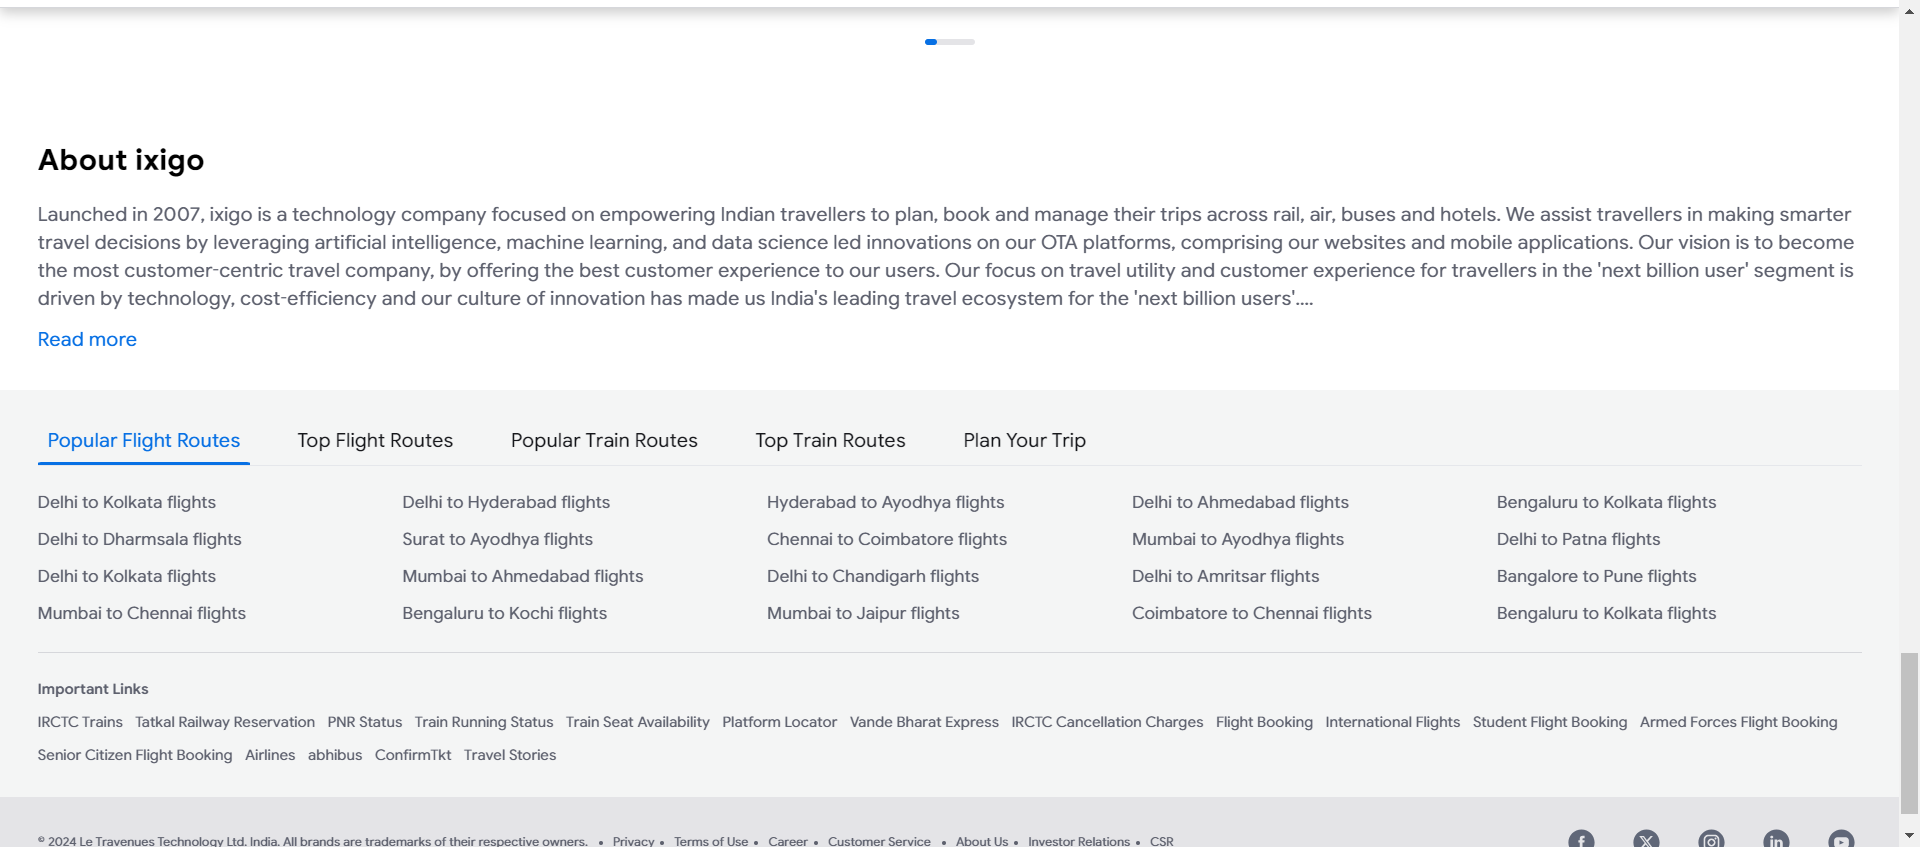 About ixigo
Launched in 2007, ixigo is a technology company focused on empowering Indian travellers to plan, book and manage their trips across rail, air, buses and hotels. We assist travellers in making smarter
travel decisions by leveraging artificial intelligence, machine learning, and data science led innovations on our OTA platforms, comprising our websites and mobile applications. Our vision is to become
the most customer-centric travel company, by offering the best customer experience to our users. Our focus on travel utility and customer experience for travellers in the 'next billion user' segment is
driven by technology, cost-efficiency and our culture of innovation has made us India's leading travel ecosystem for the 'next billion users'....
Read more
Popular Flight Routes Top Flight Routes Popular Train Routes Top Train Routes Plan Your Trip
Delhi to Kolkata flights Delhi to Hyderabad flights Hyderabad to Ayodhya flights Delhi to Ahmedabad flights Bengaluru to Kolkata flights
Delhi to Dharmsala flights Surat to Ayodhya flights Chennai to Coimbatore flights Mumbai to Ayodhya flights Delhi to Patna flights
Delhi to Kolkata flights Mumbai to Ahmedabad flights Delhi to Chandigarh flights Delhi to Amritsar flights Bangalore to Pune flights
Mumbai to Chennai flights Bengaluru to Kochi flights Mumbai to Jaipur flights Coimbatore to Chennai flights Bengaluru to Kolkata flights
Important Links
IRCTC Trains Tatkal Railway Reservation PNR Status Train Running Status Train Seat Availability Platform Locator Vande Bharat Express IRCTC Cancellation Charges Flight Booking International Flights Student Flight Booking Armed Forces Flight Booking
Senior Citizen Flight Booking Airlines abhibus ConfirmTkt Travel Stories
© 2024 Le Travenues Technology Ltd. India. All brands are trademarks of their respective owners. • Privacy • Terms of Use • Career • Customer Service • About Us • Investor Relations • CSR